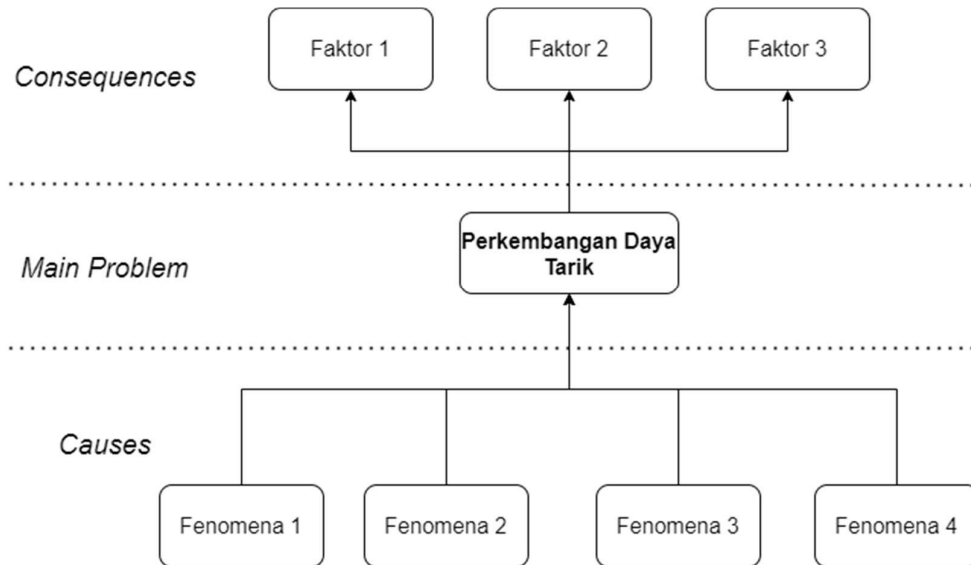 Faktor 1
Faktor 2
Faktor 3
Consequences
Perkembangan Daya
Tarik
Main Problem
Causes
Fenomena 1
Fenomena 2
Fenomena 3
Fenomena 4